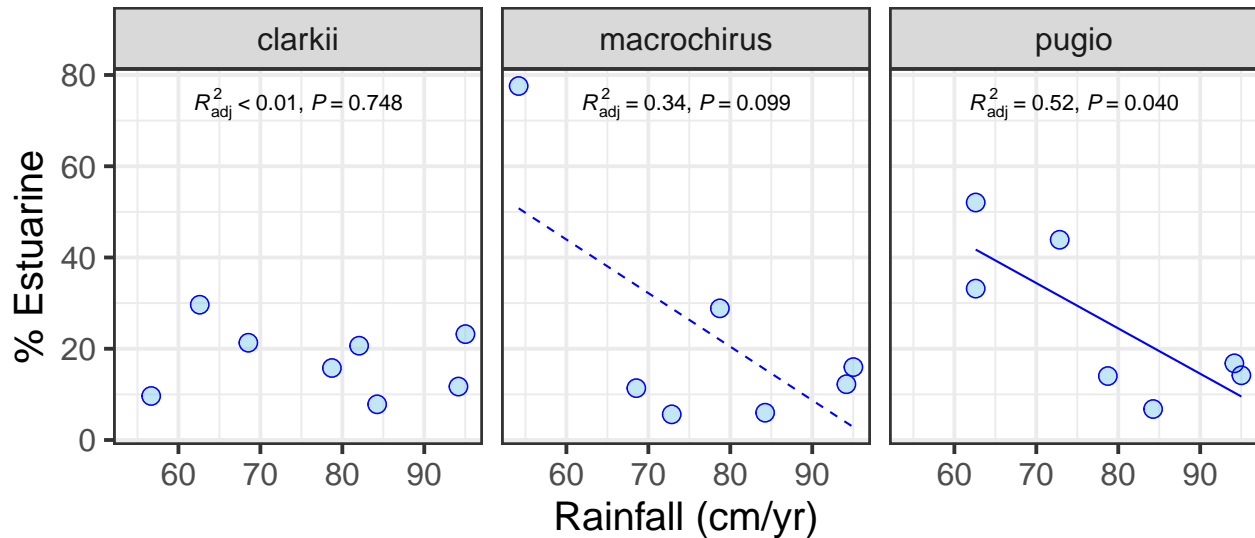 clarkii
macrochirus
pugio
R²adj < 0.01, P = 0.748
R²adj = 0.34, P = 0.099
R²adj = 0.52, P = 0.040
% Estuarine
80
60
40
20
0
60 70 80 90
60 70 80 90
60 70 80 90
Rainfall (cm/yr)